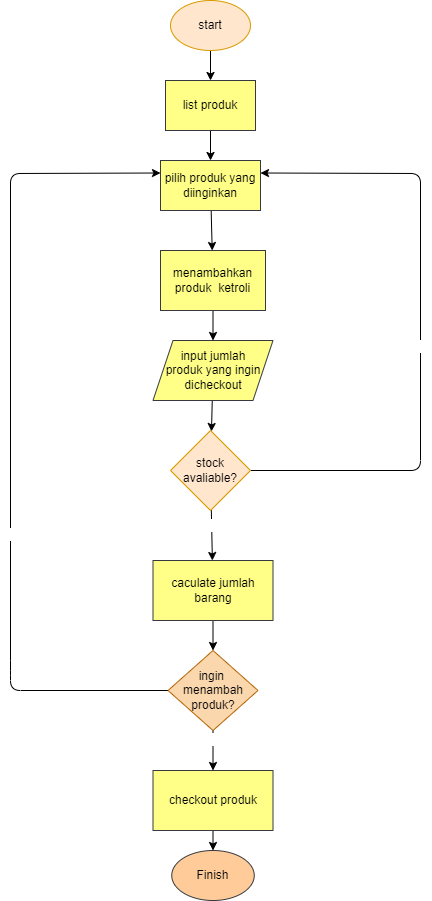 start
list produk
pilih produk yang
diinginkan
menambahkan
produk ketroli
input jumlah
produk yang ingin
dicheckout
stock
avaliable?
caculate jumlah
barang
ingin
menambah
produk?
checkout produk
Finish